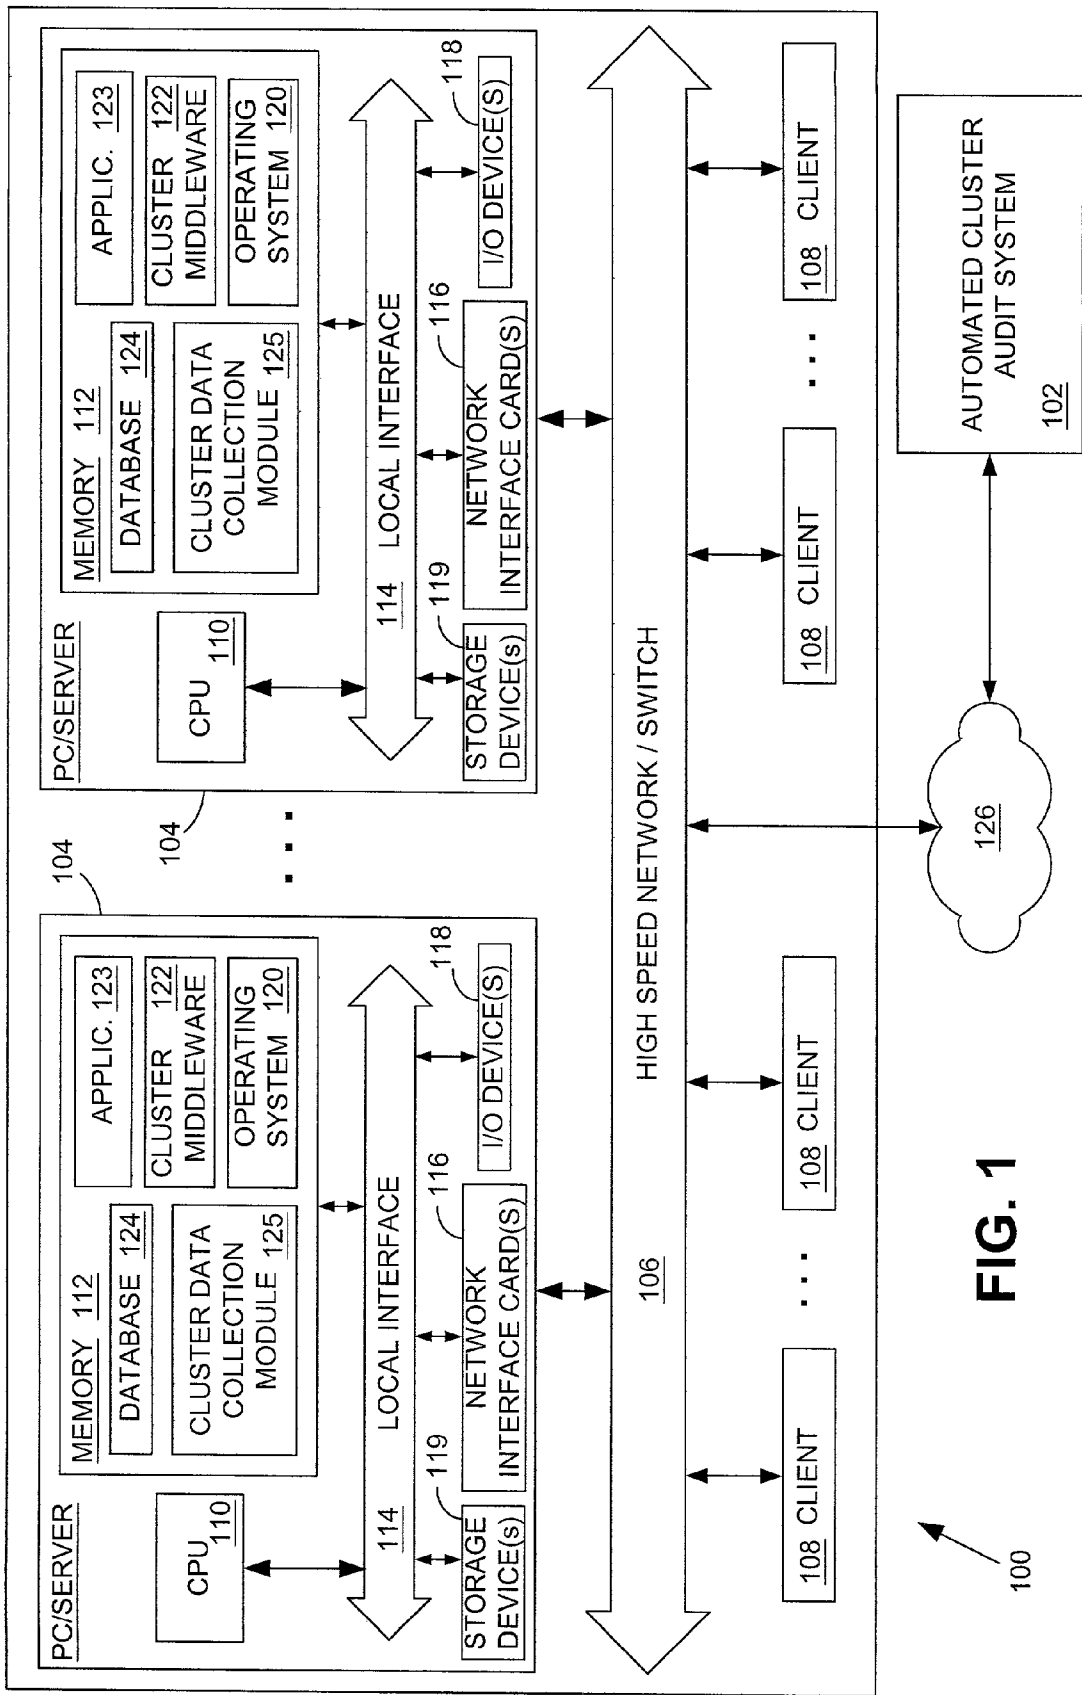 PC/SERVER
CPU
110
MEMORY 112
DATABASE 124
CLUSTER DATA
COLLECTION
MODULE 125
APPLIC. 123
CLUSTER 122
MIDDLEWARE
OPERATING
SYSTEM 120
114
LOCAL INTERFACE
STORAGE
DEVICE(s)
119
NETWORK
INTERFACE CARD(S)
116
I/O DEVICE(S)
118
104
. . .
104
PC/SERVER
CPU
110
MEMORY 112
DATABASE 124
CLUSTER DATA
COLLECTION
MODULE 125
APPLIC. 123
CLUSTER 122
MIDDLEWARE
OPERATING
SYSTEM 120
114
LOCAL INTERFACE
STORAGE
DEVICE(s)
119
NETWORK
INTERFACE CARD(S)
116
I/O DEVICE(S)
118
106
HIGH SPEED NETWORK / SWITCH
108 CLIENT
. . .
108 CLIENT
108 CLIENT
. . .
108 CLIENT
100
FIG. 1
126
AUTOMATED CLUSTER
AUDIT SYSTEM
102